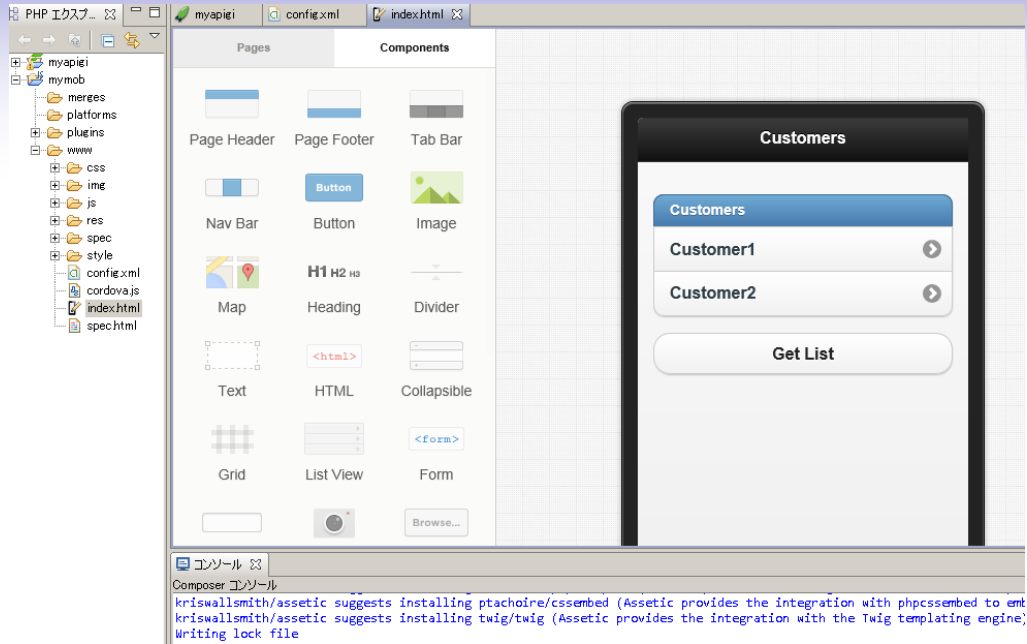 PHP エクスプ...
myapigi
config.xml
index.html
Pages
Components
myapigi
mymob
merges
platforms
plugins
www
css
img
js
res
spec
style
config.xml
cordova.js
index.html
spec.html
Page Header
Page Footer
Tab Bar
Button
Nav Bar
Button
Image
H1 H2 H3
Map
Heading
Divider
<html>
Text
HTML
Collapsible
<form>
Grid
List View
Form
Browse...
Customers
Customers
Customer1
Customer2
Get List
コンソール
Composer コンソール
kriswallsmith/assetic suggests installing ptachoire/cssembed (Assetic provides the integration with phpcssembed to emb
kriswallsmith/assetic suggests installing twig/twig (Assetic provides the integration with the Twig templating engine)
Writing lock file